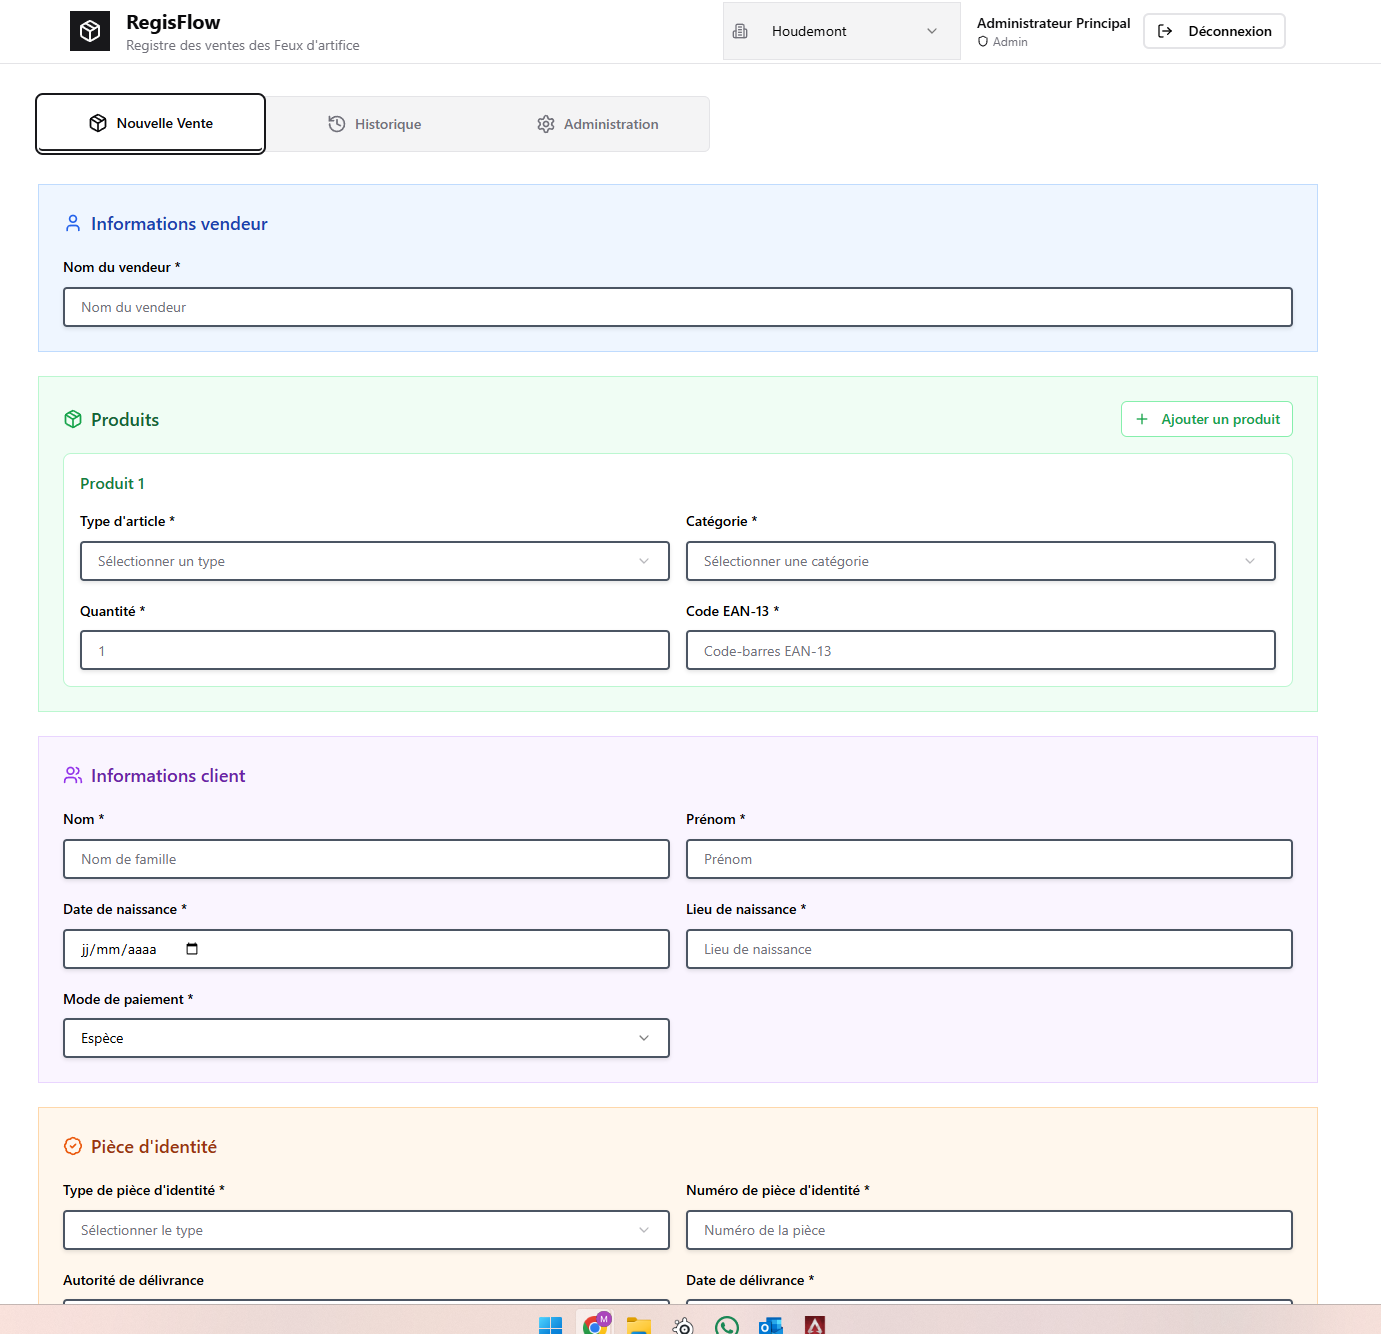 RegisFlow
Registre des ventes des Feux d'artifice
Houdemont
Administrateur Principal
Admin
Déconnexion
Nouvelle Vente
Historique
Administration
Informations vendeur
Nom du vendeur *
Nom du vendeur
Produits
Ajouter un produit
Produit 1
Type d'article *
Catégorie *
Sélectionner un type
Sélectionner une catégorie
Quantité *
Code EAN-13 *
1
Code-barres EAN-13
Informations client
Nom *
Prénom *
Nom de famille
Prénom
Date de naissance *
Lieu de naissance *
jj/mm/aaaa
Lieu de naissance
Mode de paiement *
Espèce
Pièce d'identité
Type de pièce d'identité *
Numéro de pièce d'identité *
Sélectionner le type
Numéro de la pièce
Autorité de délivrance
Date de délivrance *
M